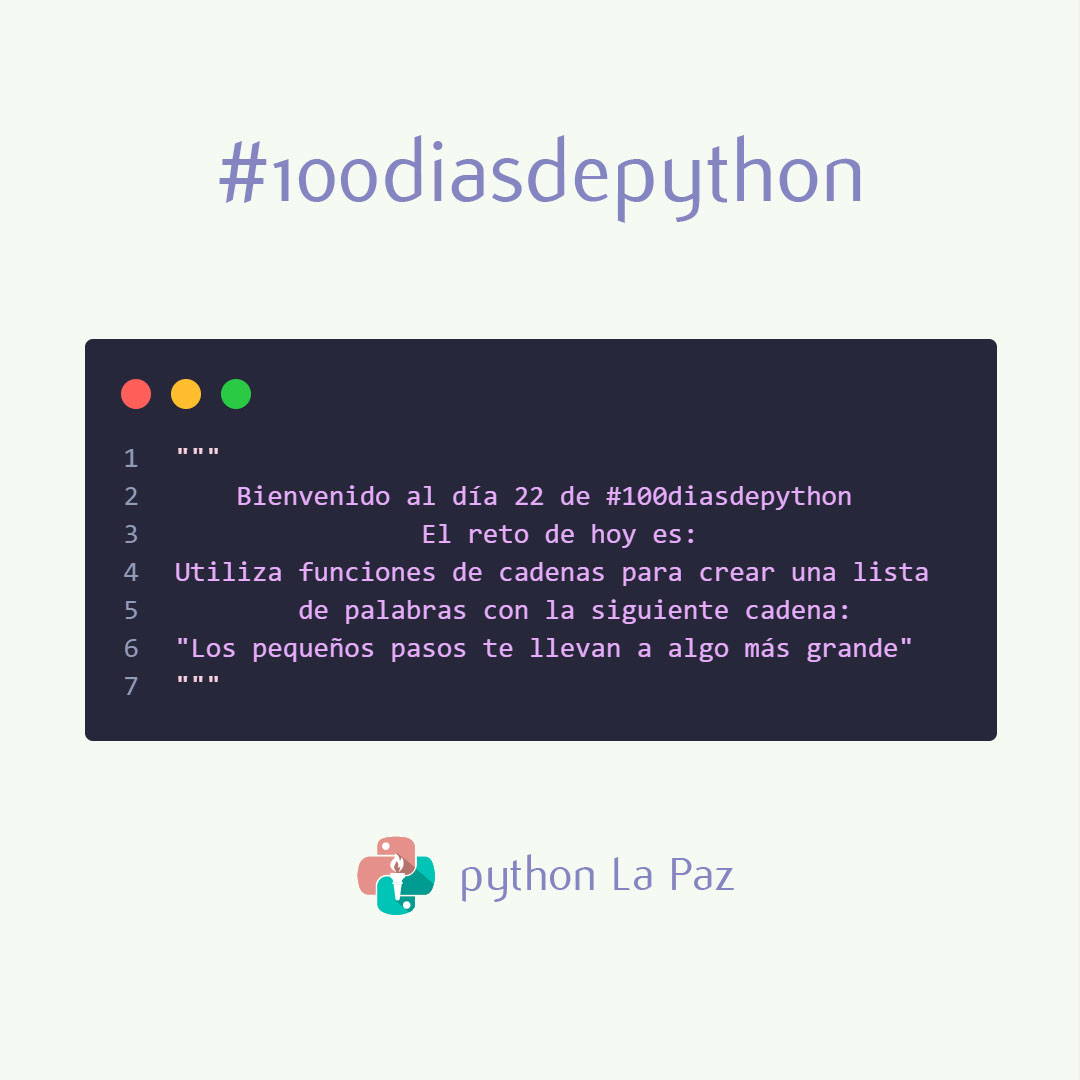 #100diasdepython
1 """
2 Bienvenido al día 22 de #100diasdepython
3 El reto de hoy es:
4 Utiliza funciones de cadenas para crear una lista
5 de palabras con la siguiente cadena:
6 "Los pequeños pasos te llevan a algo más grande"
7 """
python La Paz